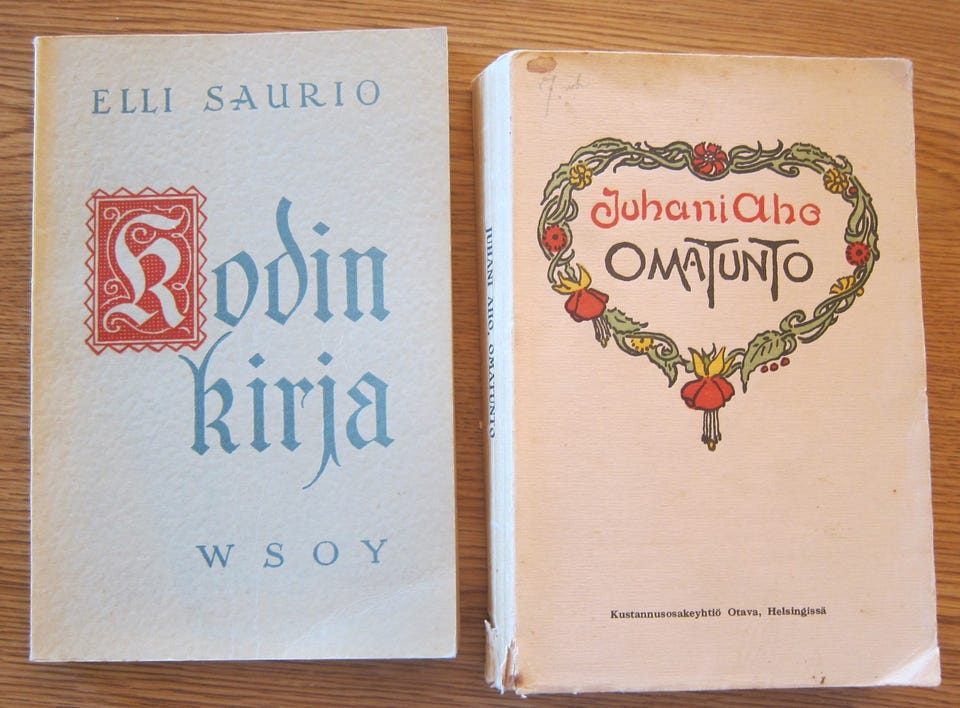 ELLI SAURIO
Kodin
kirja
WSOY
JUHANI AHO, OMATUNTO
Juhani Aho
OMATUNTO
Kustannusosakeyhtiö Otava, Helsingissä